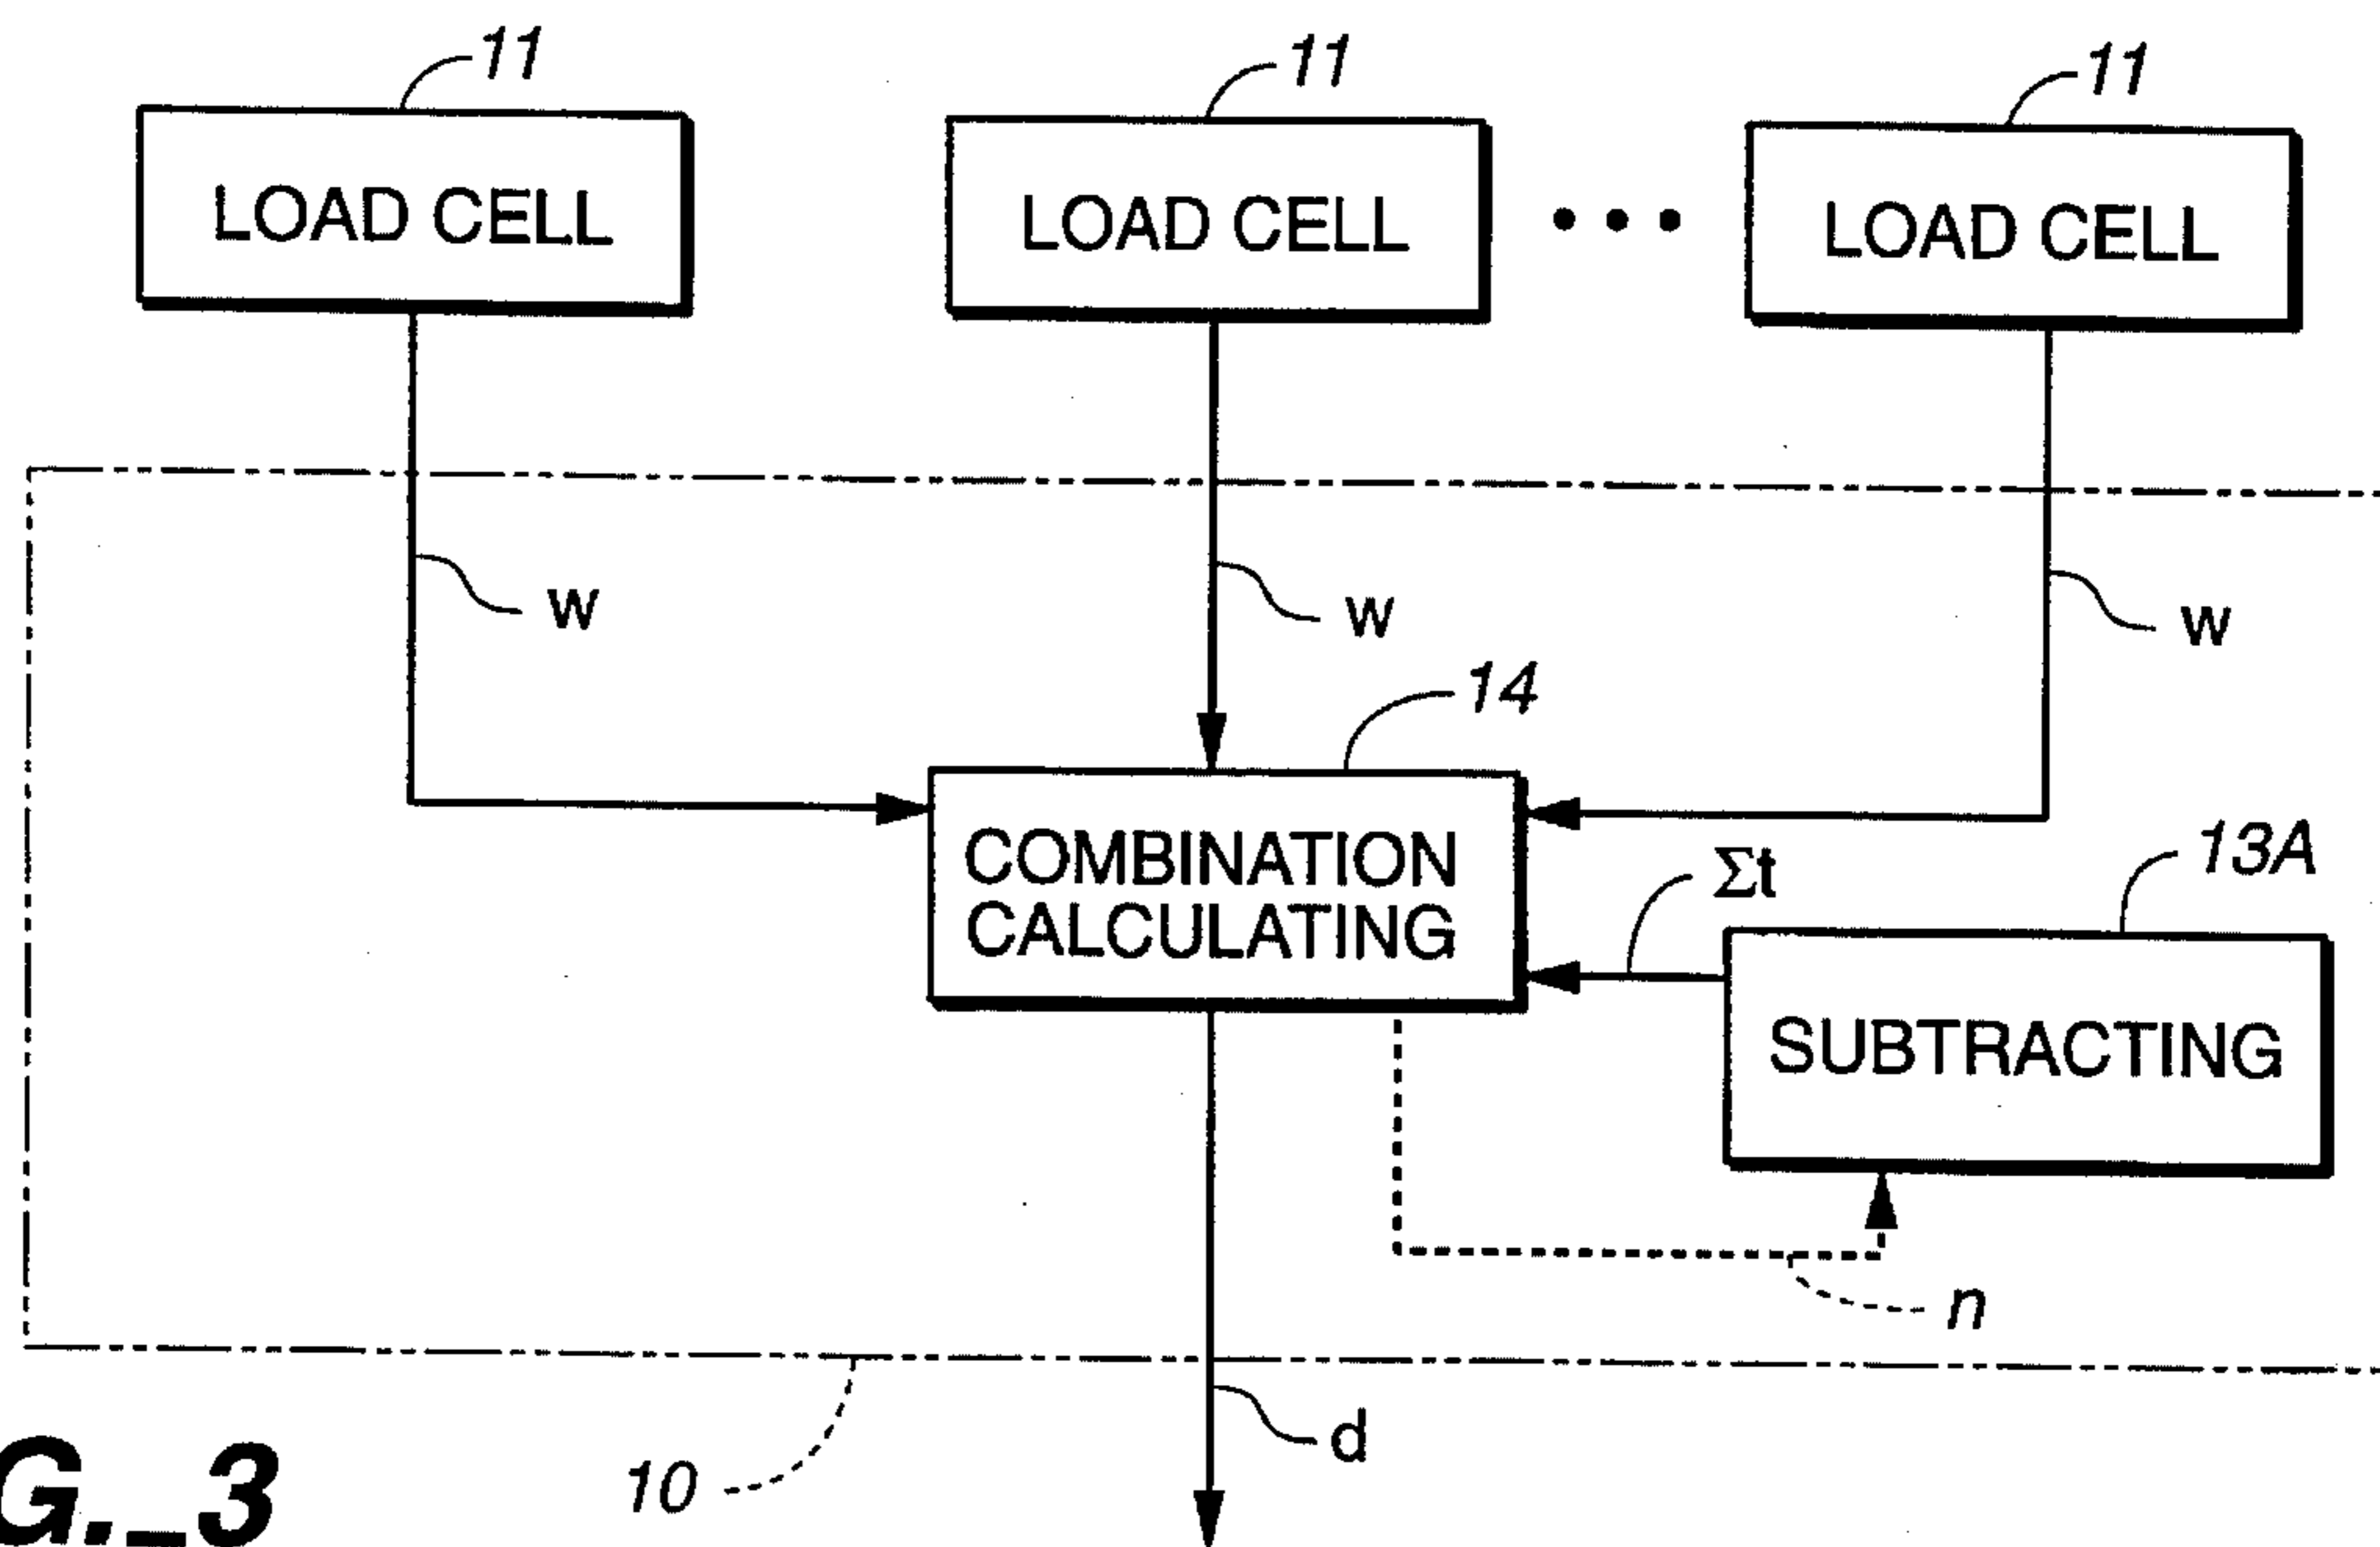 11
11
11
LOAD CELL
LOAD CELL
LOAD CELL
w
w
w
14
COMBINATION
CALCULATING
Σt
13A
SUBTRACTING
n
10
d
G._3